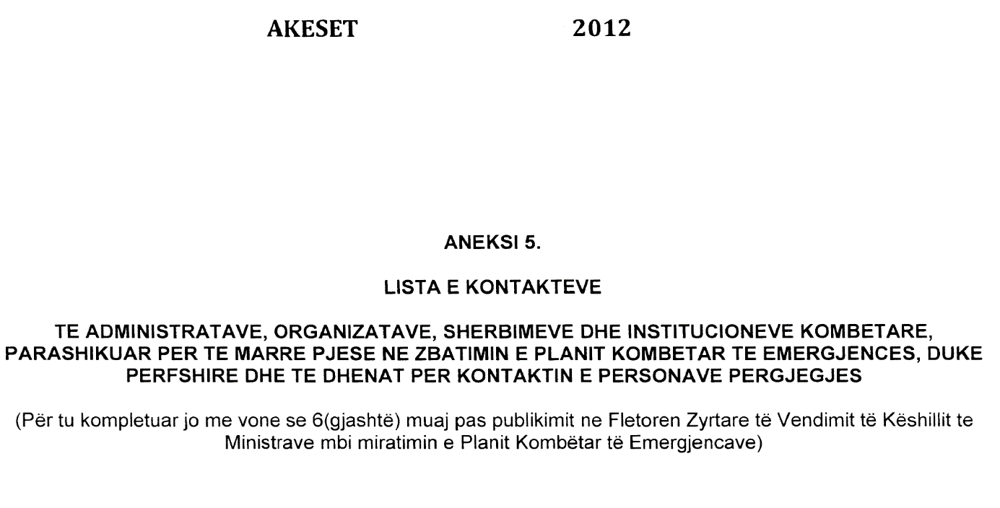 AKESET 2012
ANEKSI 5.
LISTA E KONTAKTEVE
TE ADMINISTRATAVE, ORGANIZATAVE, SHERBIMEVE DHE INSTITUCIONEVE KOMBETARE,
PARASHIKUAR PER TE MARRE PJESE NE ZBATIMIN E PLANIT KOMBETAR TE EMERGJENCES, DUKE
PERFSHIRE DHE TE DHENAT PER KONTAKTIN E PERSONAVE PERGJEGJES
(Për tu kompletuar jo me vone se 6(gjashtë) muaj pas publikimit ne Fletoren Zyrtare të Vendimit të Këshillit te
Ministrave mbi miratimin e Planit Kombëtar të Emergjencave)